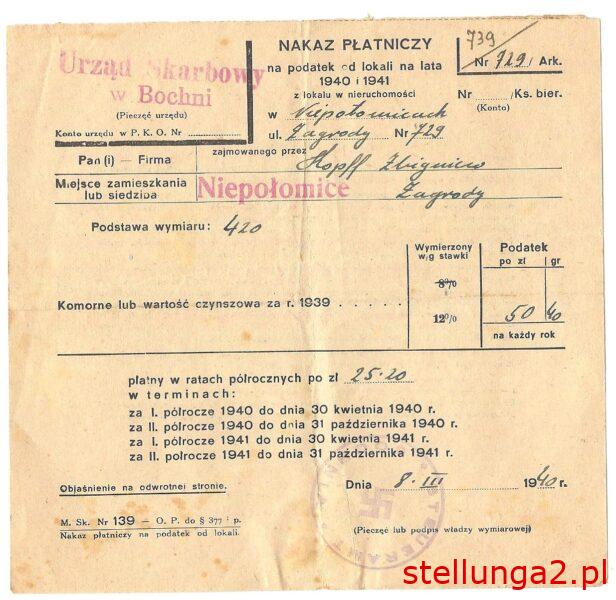 Urząd Skarbowy
w Bochni
(Pieczęć urzędu)
Konto urzędu w P. K. O. Nr
NAKAZ PŁATNICZY
na podatek od lokali na lata
1940 i 1941
z lokalu w nieruchomości
w Niepołomicach
ul. Zagrody Nr 729
zajmowanego przez
739
Nr 729 / Ark.
Nr /Ks. bier.
(Konto)
Pan (i) — Firma Hopff Zbigniew
Miejsce zamieszkania
lub siedziba
Niepołomice Zagrody
Podstawa wymiaru: 420
Wymierzony
w/g stawki
Podatek
po zł gr
8%
Komorne lub wartość czynszowa za r. 1939 . . . . . . 12% 50 40
na każdy rok
płatny w ratach półrocznych po zł 25·20
w terminach:
za I. półrocze 1940 do dnia 30 kwietnia 1940 r.
za II. półrocze 1940 do dnia 31 października 1940 r.
za I. półrocze 1941 do dnia 30 kwietnia 1941 r.
za II. połrocze 1941 do dnia 31 października 1941 r.
Objaśnienie na odwrotnej stronie.
Dnia 8. III 1940 r.
M. Sk. Nr 139 — O. P. do § 377 i p.
Nakaz płatniczy na podatek od lokali.
(Pieczęć lub podpis władzy wymiarowej)
stellunga2.pl